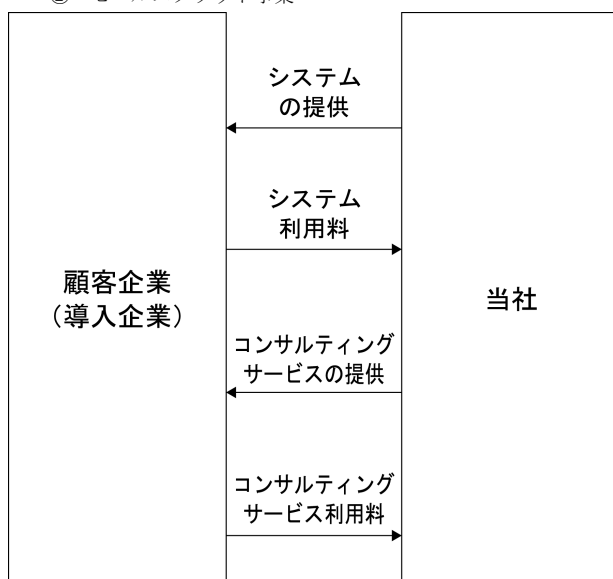 システム
の提供
システム
利用料
顧客企業
（導入企業）
当社
コンサルティング
サービスの提供
コンサルティング
サービス利用料